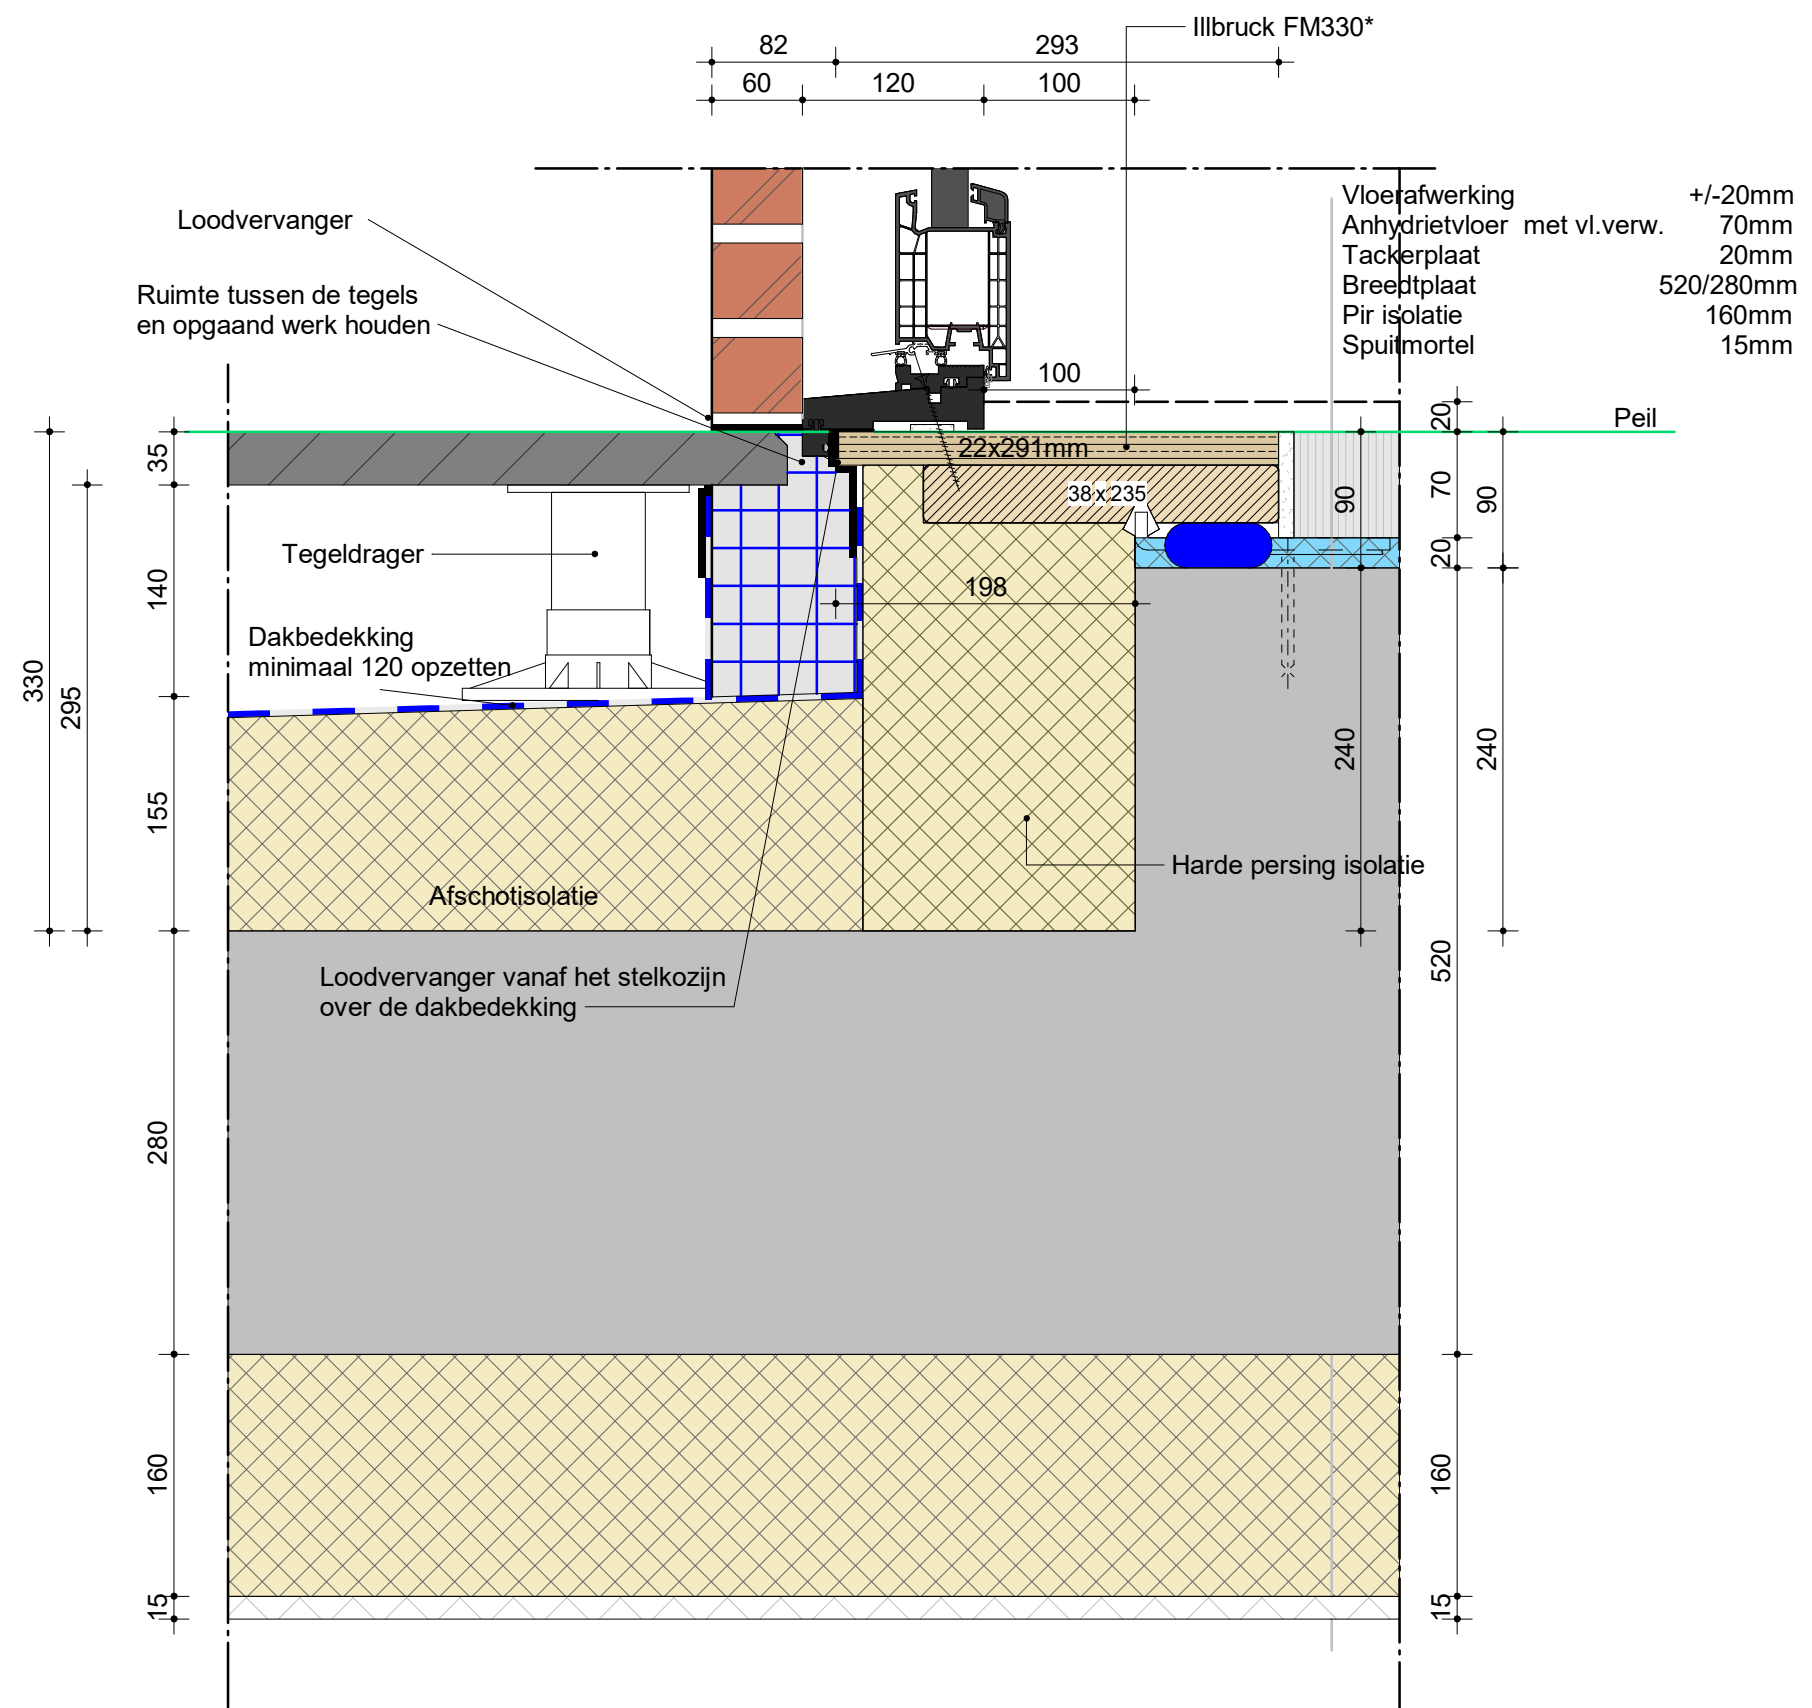 Illbruck FM330*
82
293
60
120
100
Vloerafwerking +/-20mm
Anhydrietvloer met vl.verw. 70mm
Tackerplaat 20mm
Breedtplaat 520/280mm
Pir isolatie 160mm
Spuitmortel 15mm
Loodvervanger
Ruimte tussen de tegels
en opgaand werk houden
100
Peil
20
35
22x291mm
38 x 235
90
70
90
20
Tegeldrager
140
198
Dakbedekking
minimaal 120 opzetten
330
295
240
240
155
Harde persing isolatie
Afschotisolatie
520
Loodvervanger vanaf het stelkozijn
over de dakbedekking
280
160
160
15
15